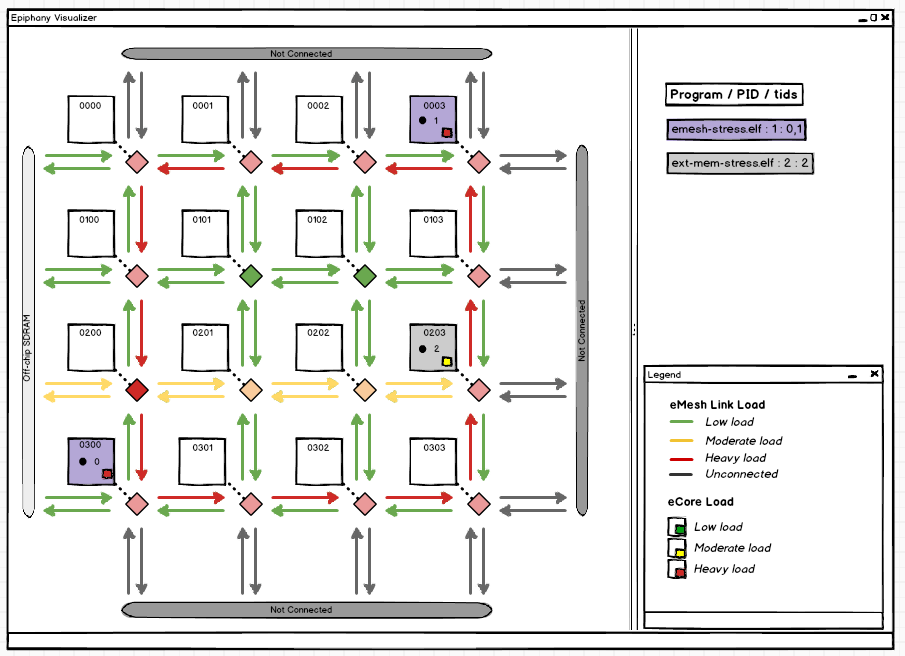 Epiphany Visualizer
Not Connected
0000
0001
0002
0003
1
0100
0101
0102
0103
0200
0201
0202
0203
2
0300
0
0301
0302
0303
Off-chip SDRAM
Not Connected
Not Connected
Program / PID / tids
emesh-stress.elf : 1 : 0,1
ext-mem-stress.elf : 2 : 2
Legend
eMesh Link Load
Low load
Moderate load
Heavy load
Unconnected
eCore Load
Low load
Moderate load
Heavy load